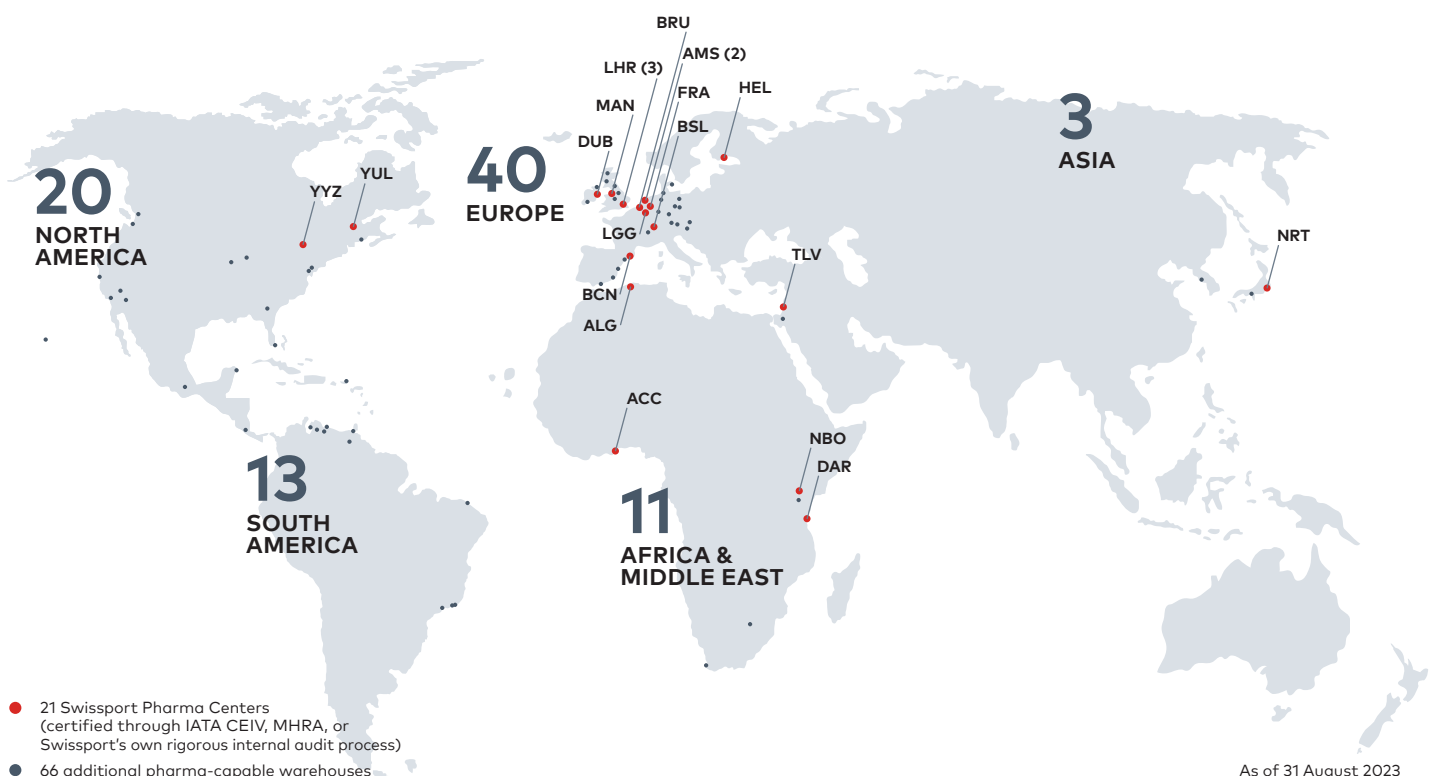 BRU
AMS (2)
LHR (3)
FRA
HEL
MAN
BSL
DUB
3
ASIA
40
EUROPE
20
NORTH
AMERICA
YUL
YYZ
LGG
NRT
TLV
BCN
ALG
ACC
NBO
DAR
13
SOUTH
AMERICA
11
AFRICA &
MIDDLE EAST
21 Swissport Pharma Centers
(certified through IATA CEIV, MHRA, or
Swissport's own rigorous internal audit process)
66 additional pharma-capable warehouses
As of 31 August 2023